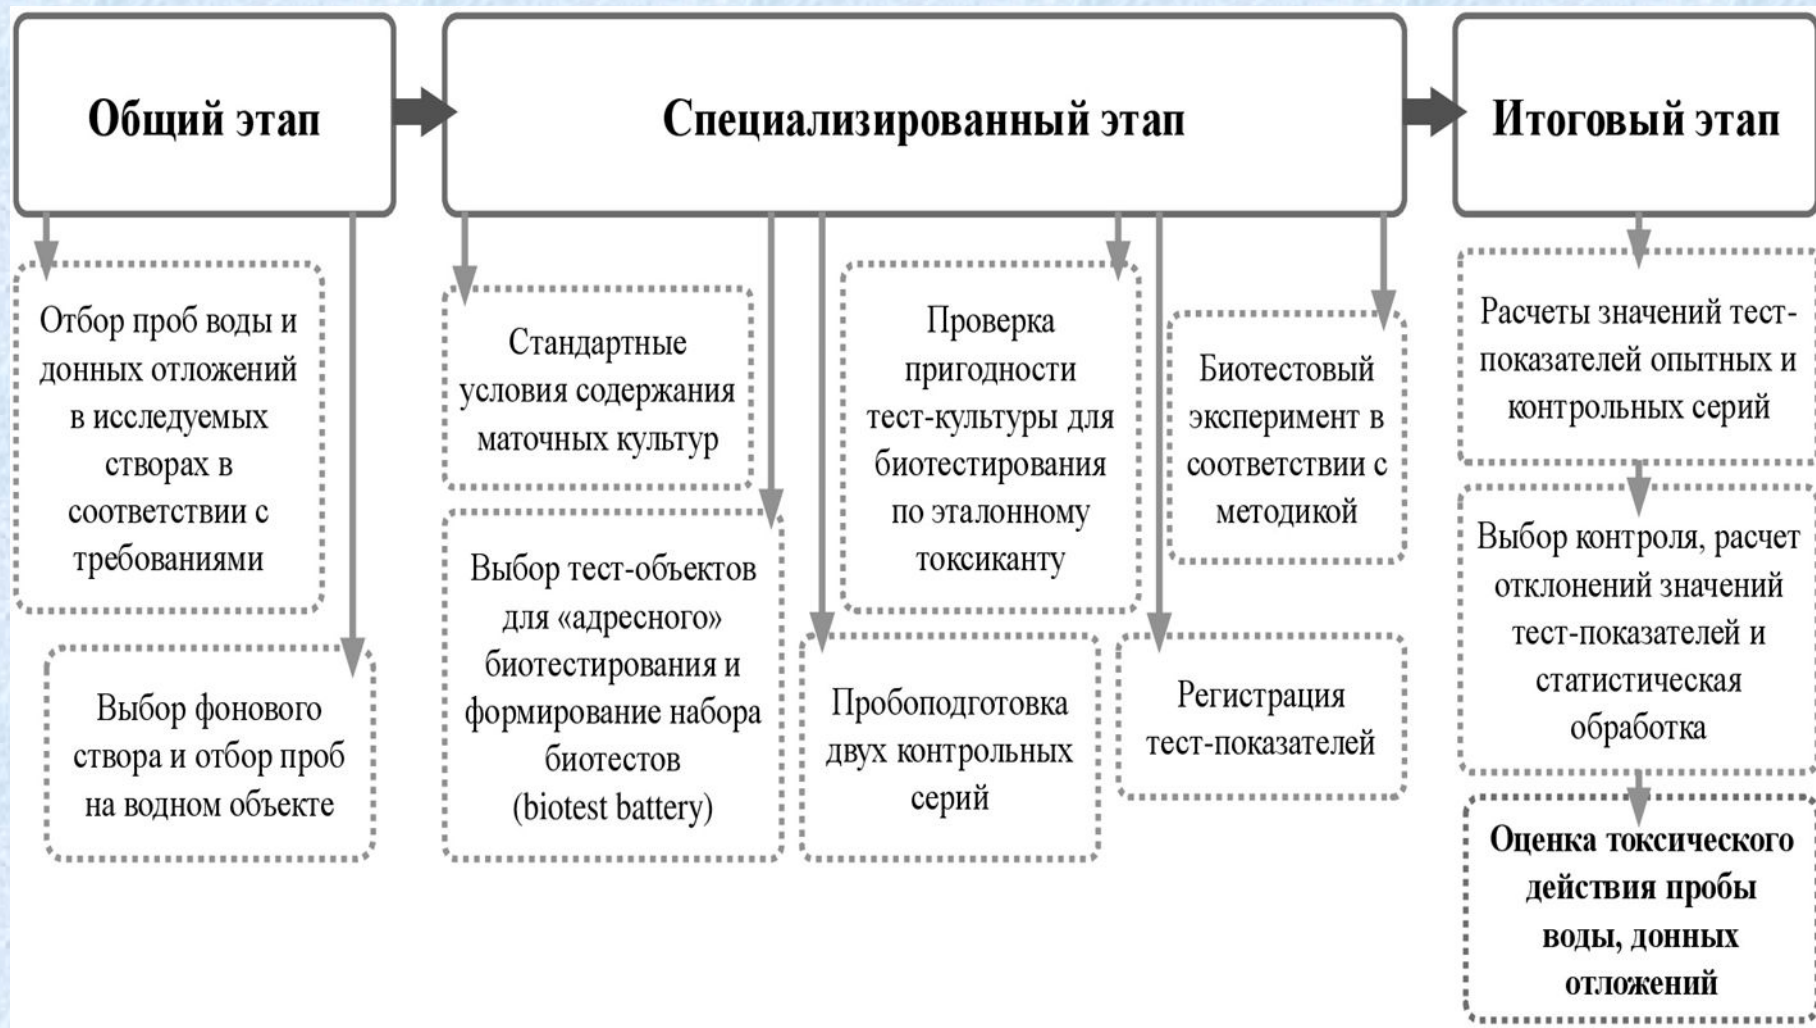 Общий этап
Специализированный этап
Итоговый этап
Отбор проб воды и
донных отложений
в исследуемых
створах в
соответствии с
требованиями
Выбор фонового
створа и отбор проб
на водном объекте
Стандартные
условия содержания
маточных культур
Выбор тест-объектов
для «адресного»
биотестирования и
формирование набора
биотестов
(biotest battery)
Проверка
пригодности
тест-культуры для
биотестирования
по эталонному
токсиканту
Пробоподготовка
двух контрольных
серий
Биотестовый
эксперимент в
соответствии с
методикой
Регистрация
тест-показателей
Расчеты значений тест-
показателей опытных и
контрольных серий
Выбор контроля, расчет
отклонений значений
тест-показателей и
статистическая
обработка
Оценка токсического
действия пробы
воды, донных
отложений